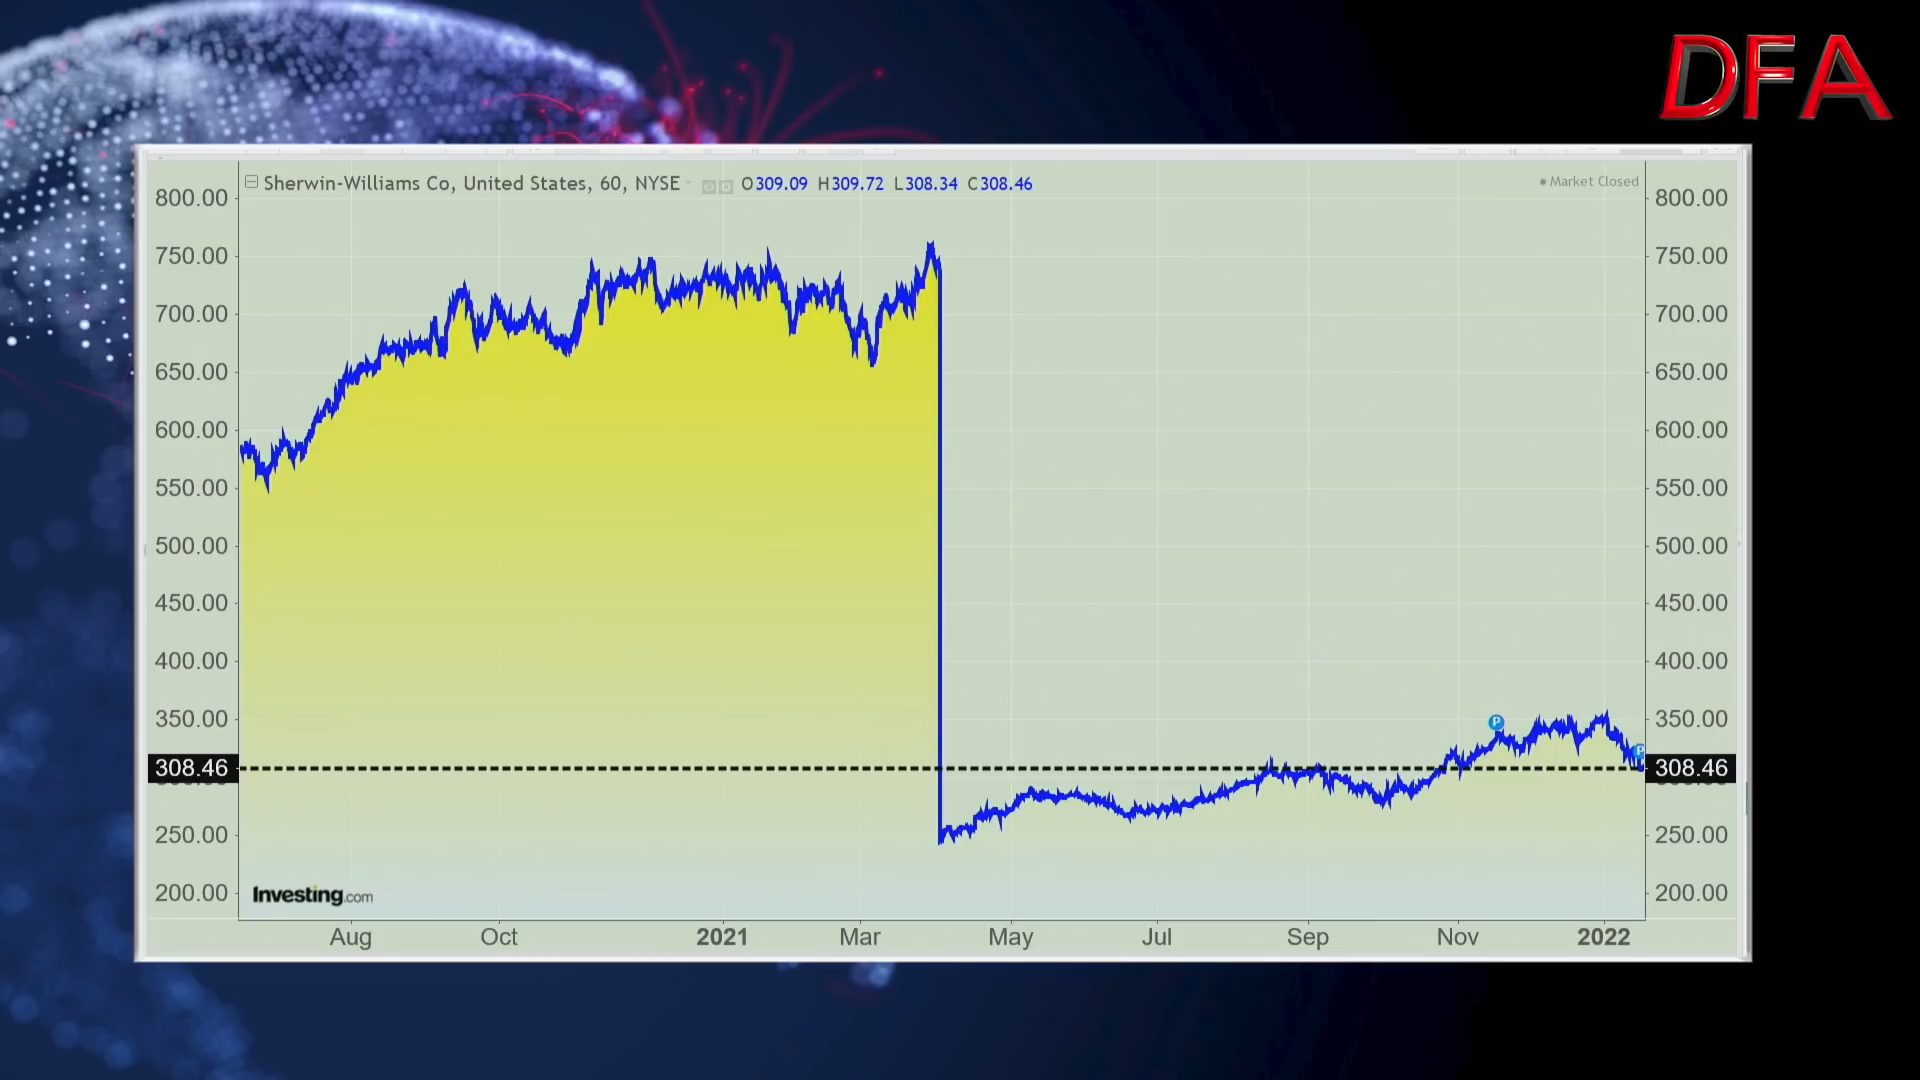 DFA
Sherwin-Williams Co, United States, 60, NYSE O309.09 H309.72 L308.34 C308.46
Market Closed
800.00 800.00
750.00 750.00
700.00 700.00
650.00 650.00
600.00 600.00
550.00 550.00
500.00 500.00
450.00 450.00
400.00 400.00
350.00 350.00
P
P
308.46 308.46
250.00 250.00
200.00 200.00
Investing.com
Aug Oct 2021 Mar May Jul Sep Nov 2022